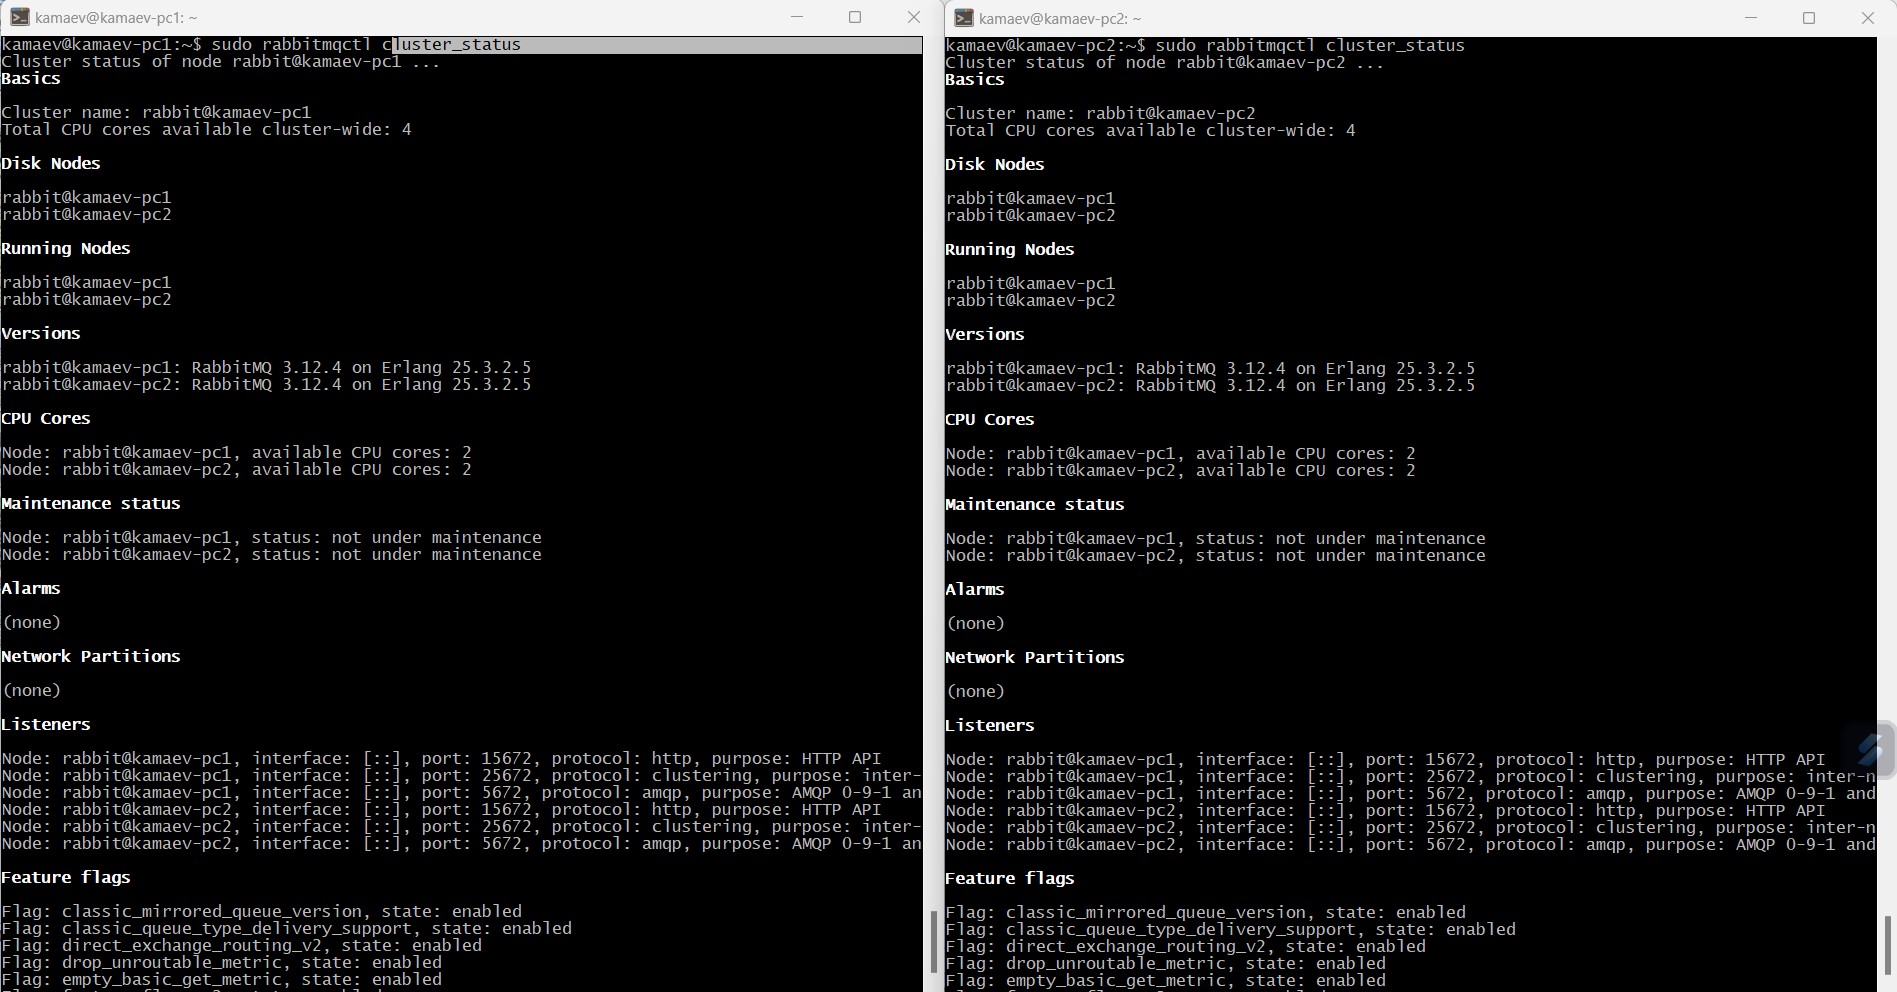 kamaev@kamaev-pc1: ~
kamaev@kamaev-pc1:~$ sudo rabbitmqctl cluster_status
Cluster status of node rabbit@kamaev-pc1 ...
Basics
Cluster name: rabbit@kamaev-pc1
Total CPU cores available cluster-wide: 4
Disk Nodes
rabbit@kamaev-pc1
rabbit@kamaev-pc2
Running Nodes
rabbit@kamaev-pc1
rabbit@kamaev-pc2
Versions
rabbit@kamaev-pc1: RabbitMQ 3.12.4 on Erlang 25.3.2.5
rabbit@kamaev-pc2: RabbitMQ 3.12.4 on Erlang 25.3.2.5
CPU Cores
Node: rabbit@kamaev-pc1, available CPU cores: 2
Node: rabbit@kamaev-pc2, available CPU cores: 2
Maintenance status
Node: rabbit@kamaev-pc1, status: not under maintenance
Node: rabbit@kamaev-pc2, status: not under maintenance
Alarms
(none)
Network Partitions
(none)
Listeners
Node: rabbit@kamaev-pc1, interface: [::], port: 15672, protocol: http, purpose: HTTP API
Node: rabbit@kamaev-pc1, interface: [::], port: 25672, protocol: clustering, purpose: inter-
Node: rabbit@kamaev-pc1, interface: [::], port: 5672, protocol: amqp, purpose: AMQP 0-9-1 an
Node: rabbit@kamaev-pc2, interface: [::], port: 15672, protocol: http, purpose: HTTP API
Node: rabbit@kamaev-pc2, interface: [::], port: 25672, protocol: clustering, purpose: inter-
Node: rabbit@kamaev-pc2, interface: [::], port: 5672, protocol: amqp, purpose: AMQP 0-9-1 an
Feature flags
Flag: classic_mirrored_queue_version, state: enabled
Flag: classic_queue_type_delivery_support, state: enabled
Flag: direct_exchange_routing_v2, state: enabled
Flag: drop_unroutable_metric, state: enabled
Flag: empty_basic_get_metric, state: enabled
kamaev@kamaev-pc2: ~
kamaev@kamaev-pc2:~$ sudo rabbitmqctl cluster_status
Cluster status of node rabbit@kamaev-pc2 ...
Basics
Cluster name: rabbit@kamaev-pc2
Total CPU cores available cluster-wide: 4
Disk Nodes
rabbit@kamaev-pc1
rabbit@kamaev-pc2
Running Nodes
rabbit@kamaev-pc1
rabbit@kamaev-pc2
Versions
rabbit@kamaev-pc1: RabbitMQ 3.12.4 on Erlang 25.3.2.5
rabbit@kamaev-pc2: RabbitMQ 3.12.4 on Erlang 25.3.2.5
CPU Cores
Node: rabbit@kamaev-pc1, available CPU cores: 2
Node: rabbit@kamaev-pc2, available CPU cores: 2
Maintenance status
Node: rabbit@kamaev-pc1, status: not under maintenance
Node: rabbit@kamaev-pc2, status: not under maintenance
Alarms
(none)
Network Partitions
(none)
Listeners
Node: rabbit@kamaev-pc1, interface: [::], port: 15672, protocol: http, purpose: HTTP API
Node: rabbit@kamaev-pc1, interface: [::], port: 25672, protocol: clustering, purpose: inter-n
Node: rabbit@kamaev-pc1, interface: [::], port: 5672, protocol: amqp, purpose: AMQP 0-9-1 and
Node: rabbit@kamaev-pc2, interface: [::], port: 15672, protocol: http, purpose: HTTP API
Node: rabbit@kamaev-pc2, interface: [::], port: 25672, protocol: clustering, purpose: inter-n
Node: rabbit@kamaev-pc2, interface: [::], port: 5672, protocol: amqp, purpose: AMQP 0-9-1 and
Feature flags
Flag: classic_mirrored_queue_version, state: enabled
Flag: classic_queue_type_delivery_support, state: enabled
Flag: direct_exchange_routing_v2, state: enabled
Flag: drop_unroutable_metric, state: enabled
Flag: empty_basic_get_metric, state: enabled